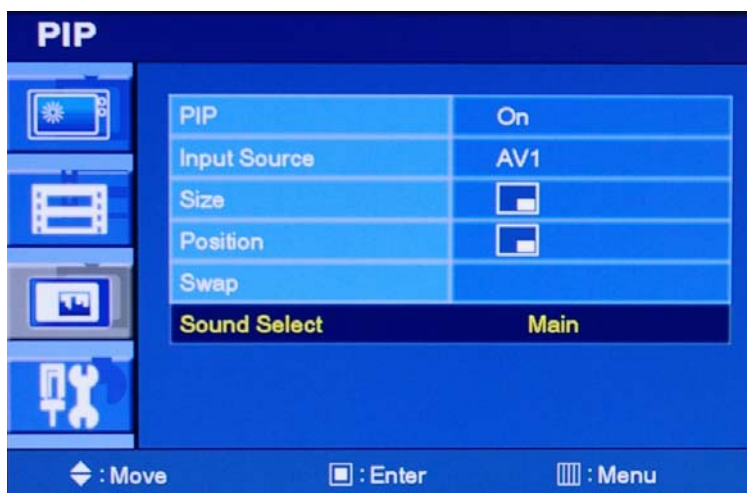 PIP
PIP On
Input Source AV1
Size
Position
Swap
Sound Select Main
: Move : Enter : Menu